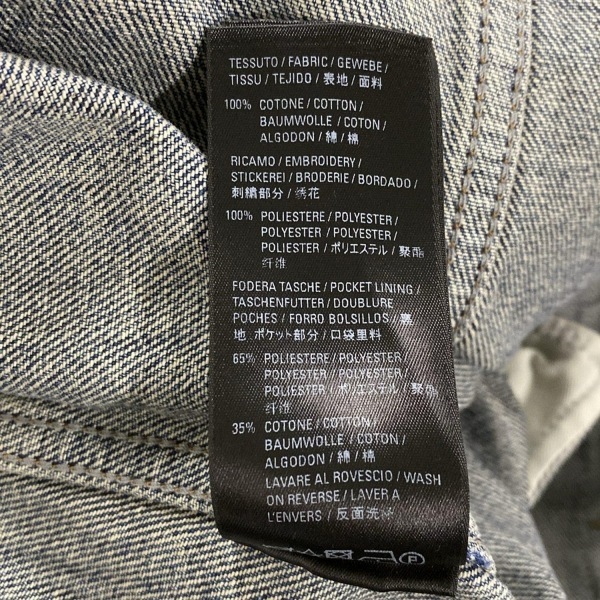 TESSUTO / FABRIC / GEWEBE /
TISSU / TEJIDO / 表地 / 面料
100% COTONE / COTTON /
BAUMWOLLE / COTON /
ALGODON / 綿 / 棉
RICAMO / EMBROIDERY /
STICKEREI / BRODERIE / BORDADO /
刺繍部分 / 绣花
100% POLIESTERE / POLYESTER /
POLYESTER / POLYESTER /
POLIESTER / ポリエステル / 聚酯
纤维
FODERA TASCHE / POCKET LINING /
TASCHENFUTTER / DOUBLURE
POCHES / FORRO BOLSILLOS / 裏
地 ポケット部分 / 口袋里料
65% POLIESTERE / POLYESTER /
POLYESTER / POLYESTER /
POLIESTER / ポリエステル / 聚酯
纤维
35% COTONE / COTTON /
BAUMWOLLE / COTON /
ALGODON / 綿 / 棉
LAVARE AL ROVESCIO / WASH
ON REVERSE / LAVER A
L'ENVERS / 反面洗涤
P